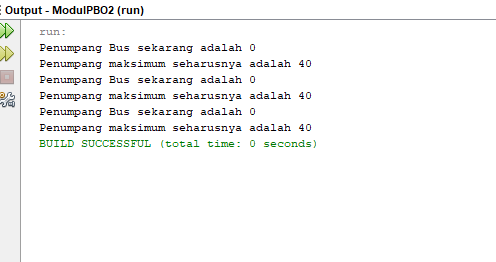 Output - ModulPBO2 (run)
run:
Penumpang Bus sekarang adalah 0
Penumpang maksimum seharusnya adalah 40
Penumpang Bus sekarang adalah 0
Penumpang maksimum seharusnya adalah 40
Penumpang Bus sekarang adalah 0
Penumpang maksimum seharusnya adalah 40
BUILD SUCCESSFUL (total time: 0 seconds)